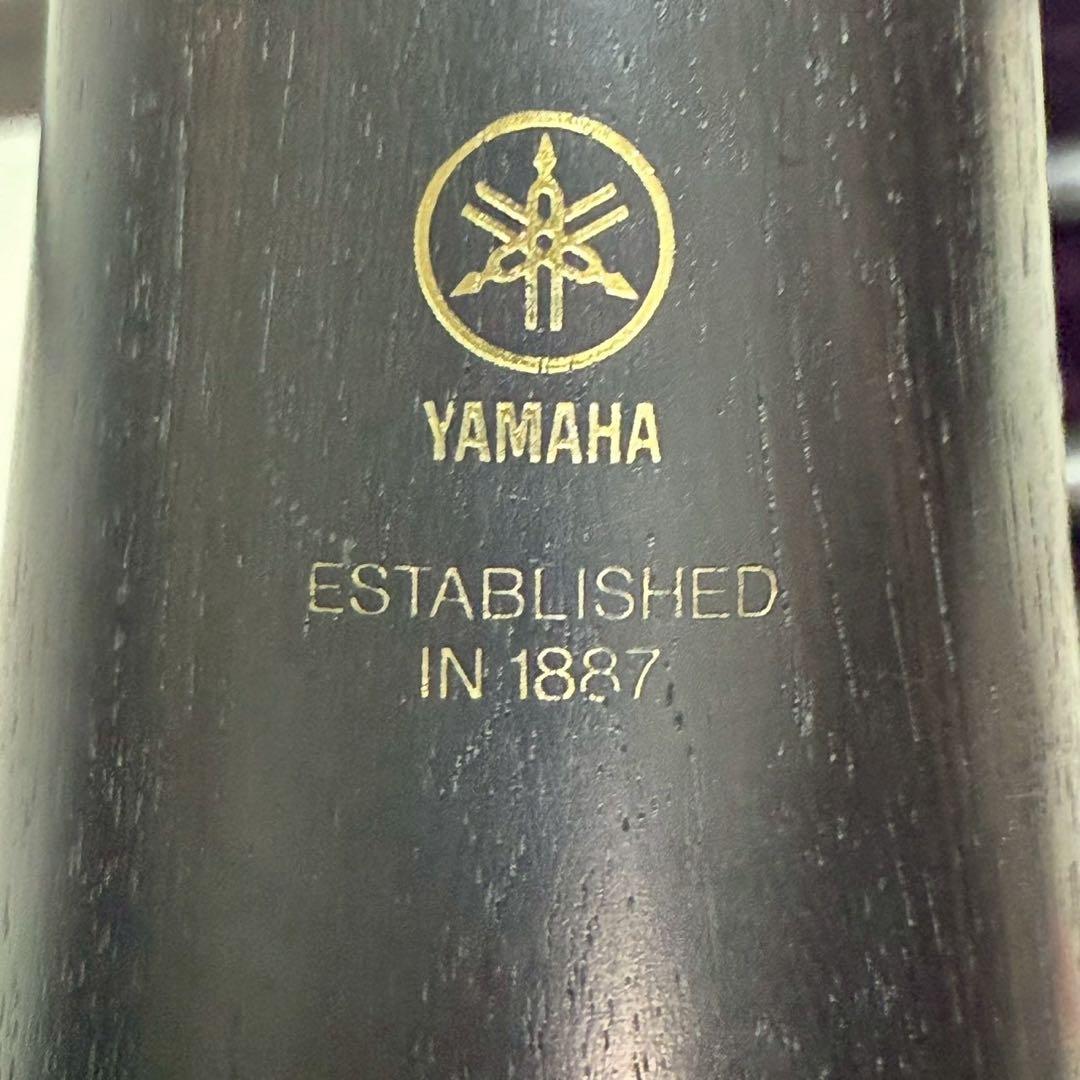 YAMAHA
ESTABLISHED
IN 1887